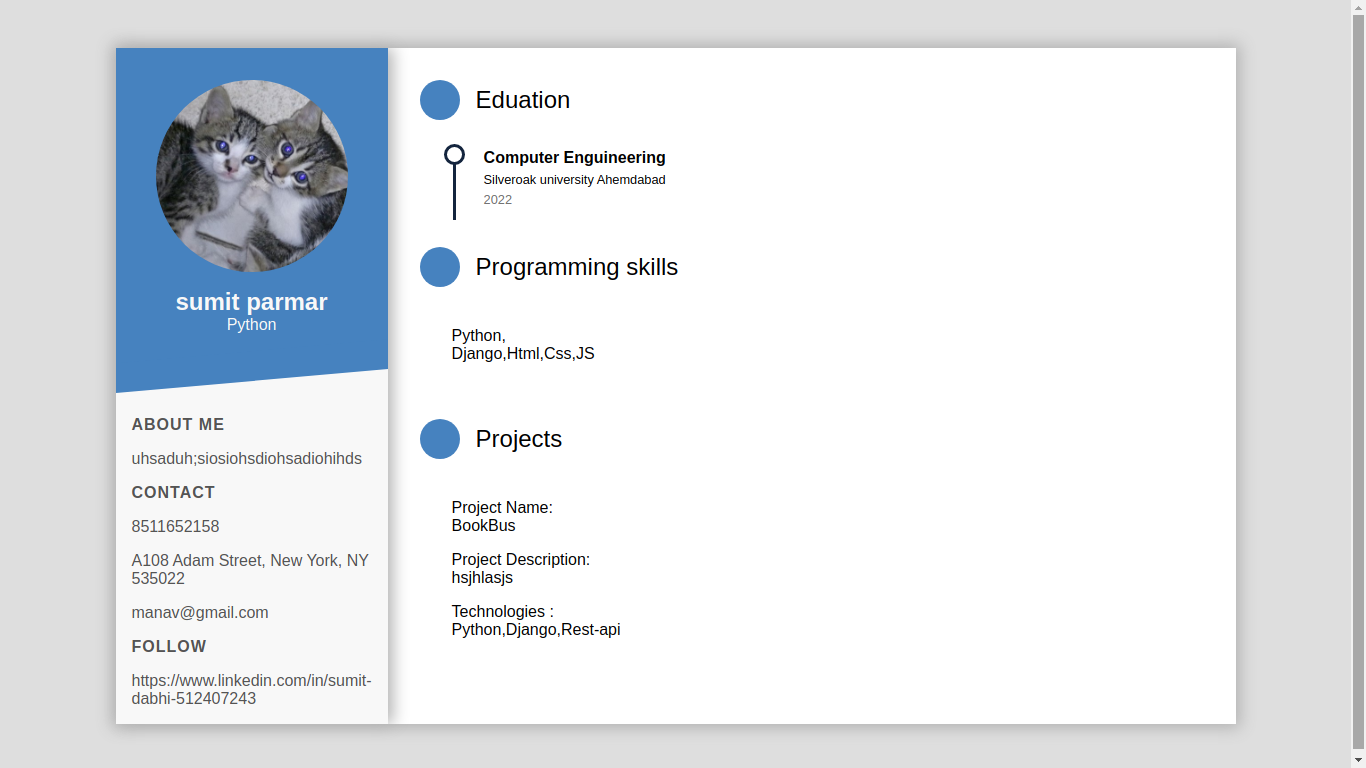 sumit parmar
Python
ABOUT ME
uhsaduh;siosiohsdiohsadiohihds
CONTACT
8511652158
A108 Adam Street, New York, NY
535022
manav@gmail.com
FOLLOW
https://www.linkedin.com/in/sumit-
dabhi-512407243
Eduation
Computer Enguineering
Silveroak university Ahemdabad
2022
Programming skills
Python,
Django,Html,Css,JS
Projects
Project Name:
BookBus
Project Description:
hsjhlasjs
Technologies :
Python,Django,Rest-api